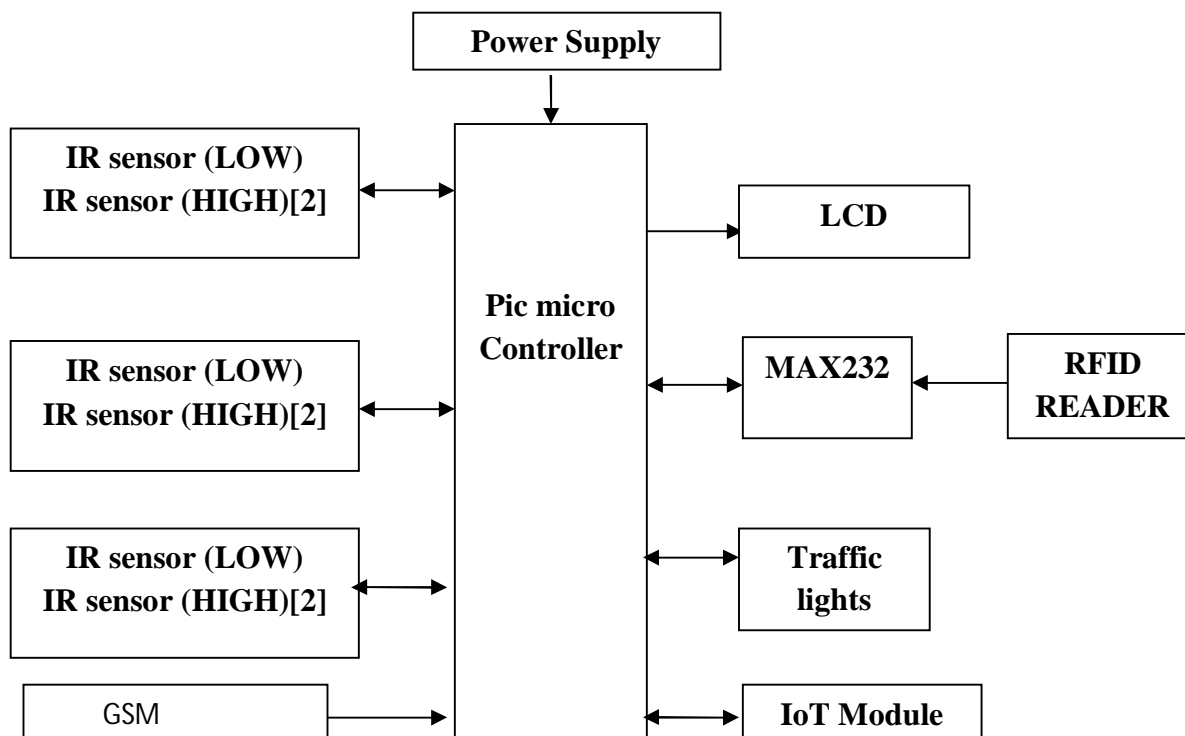 Power Supply
IR sensor (LOW)
IR sensor (HIGH)[2]
LCD
Pic micro
Controller
IR sensor (LOW)
IR sensor (HIGH)[2]
MAX232
RFID
READER
IR sensor (LOW)
IR sensor (HIGH)[2]
Traffic
lights
GSM
IoT Module